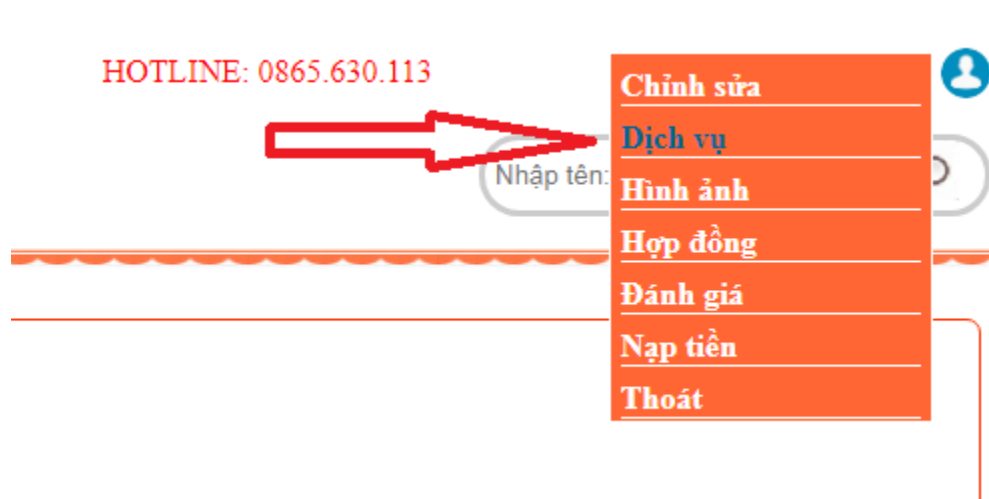 HOTLINE: 0865.630.113
Nhập tên:
Chỉnh sửa
Dịch vụ
Hình ảnh
Hợp đồng
Đánh giá
Nạp tiền
Thoát